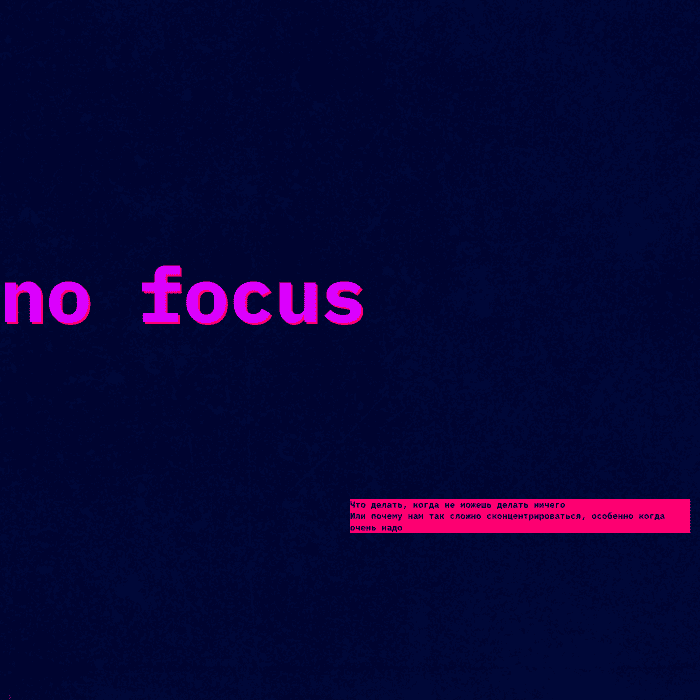 no focus
Что делать, когда не можешь делать ничего
Или почему нам так сложно сконцентрироваться, особенно когда
очень надо